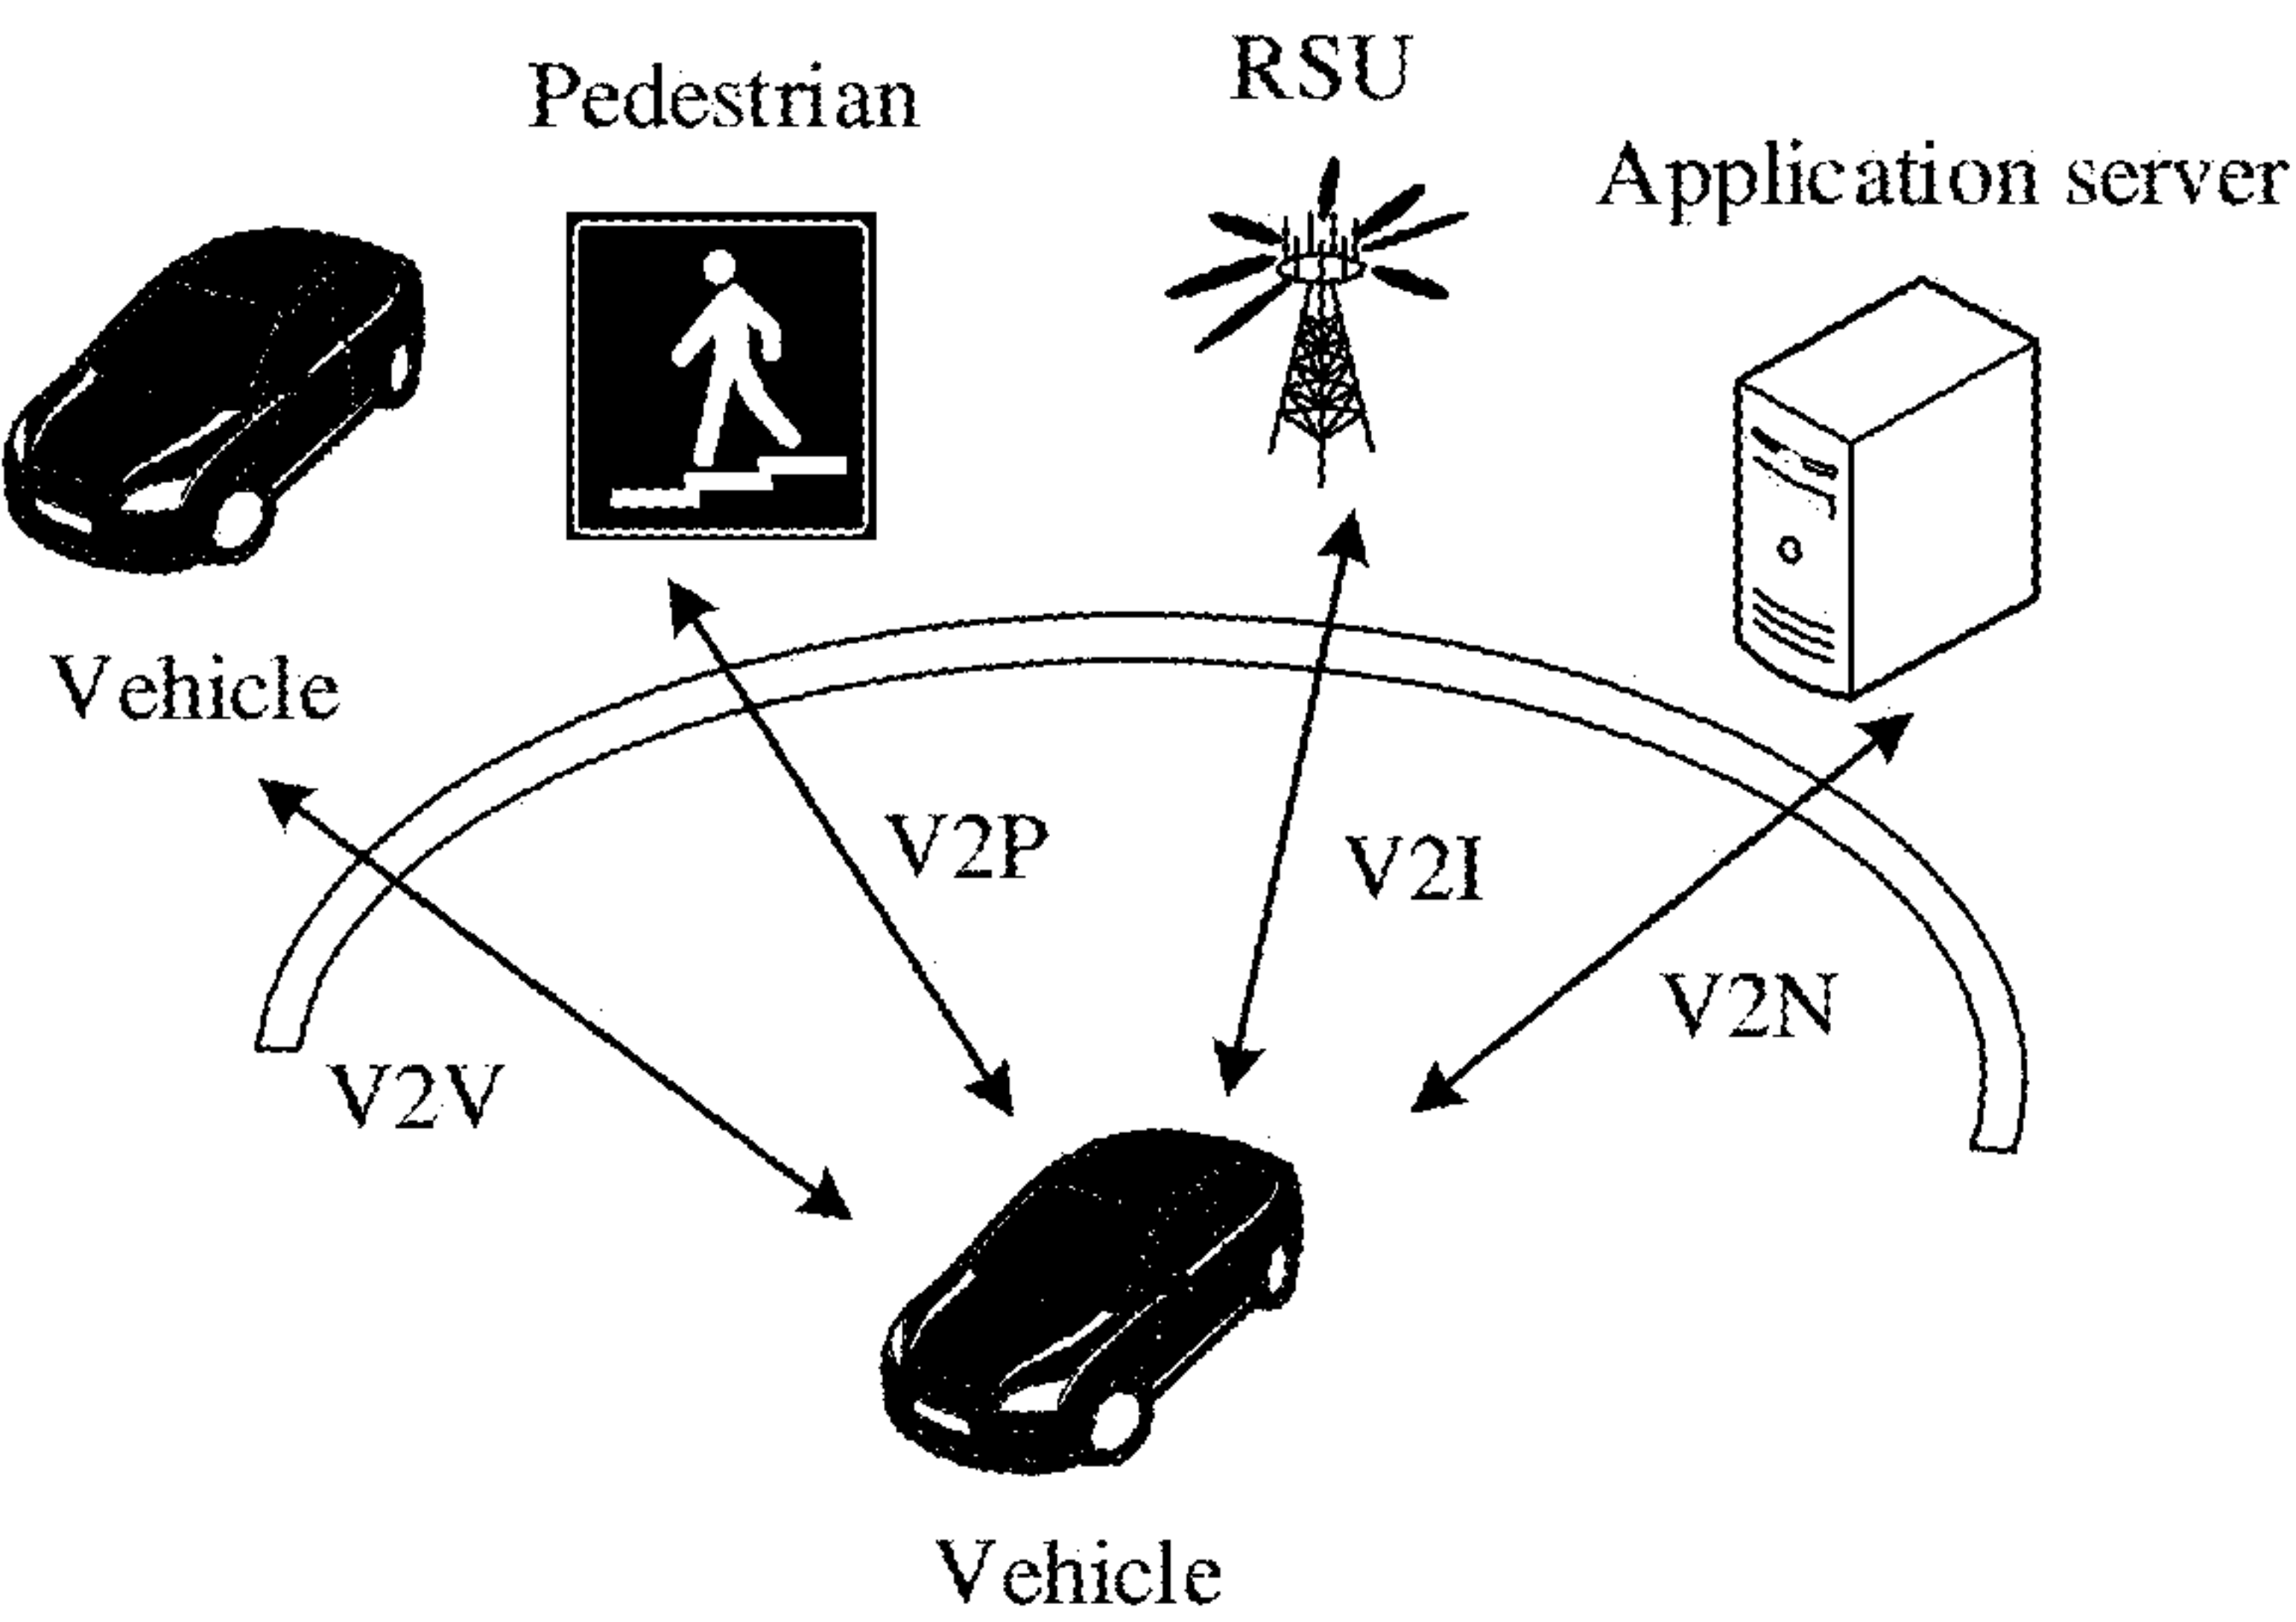 RSU
Pedestrian
Application server
Vehicle
V2P
V2I
V2N
V2V
Vehicle